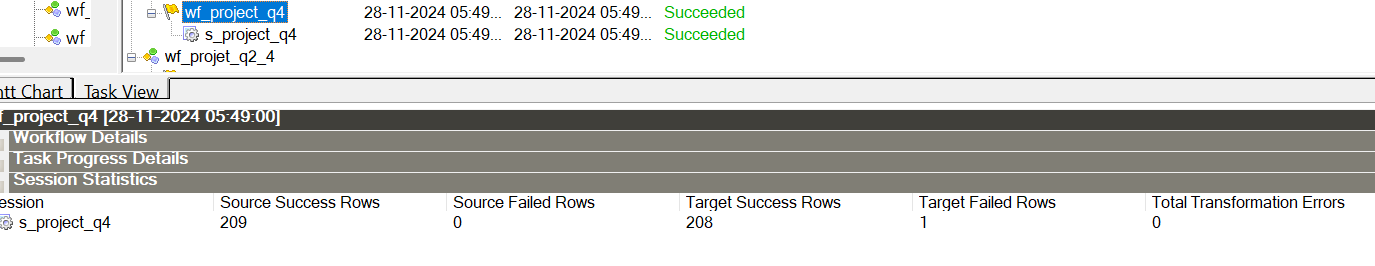 wf_
wf_project_q4 28-11-2024 05:49... 28-11-2024 05:49... Succeeded
wf
s_project_q4 28-11-2024 05:49... 28-11-2024 05:49... Succeeded
wf_projet_q2_4
ntt Chart Task View
f_project_q4 [28-11-2024 05:49:00]
Workflow Details
Task Progress Details
Session Statistics
ession Source Success Rows Source Failed Rows Target Success Rows Target Failed Rows Total Transformation Errors
s_project_q4 209 0 208 1 0